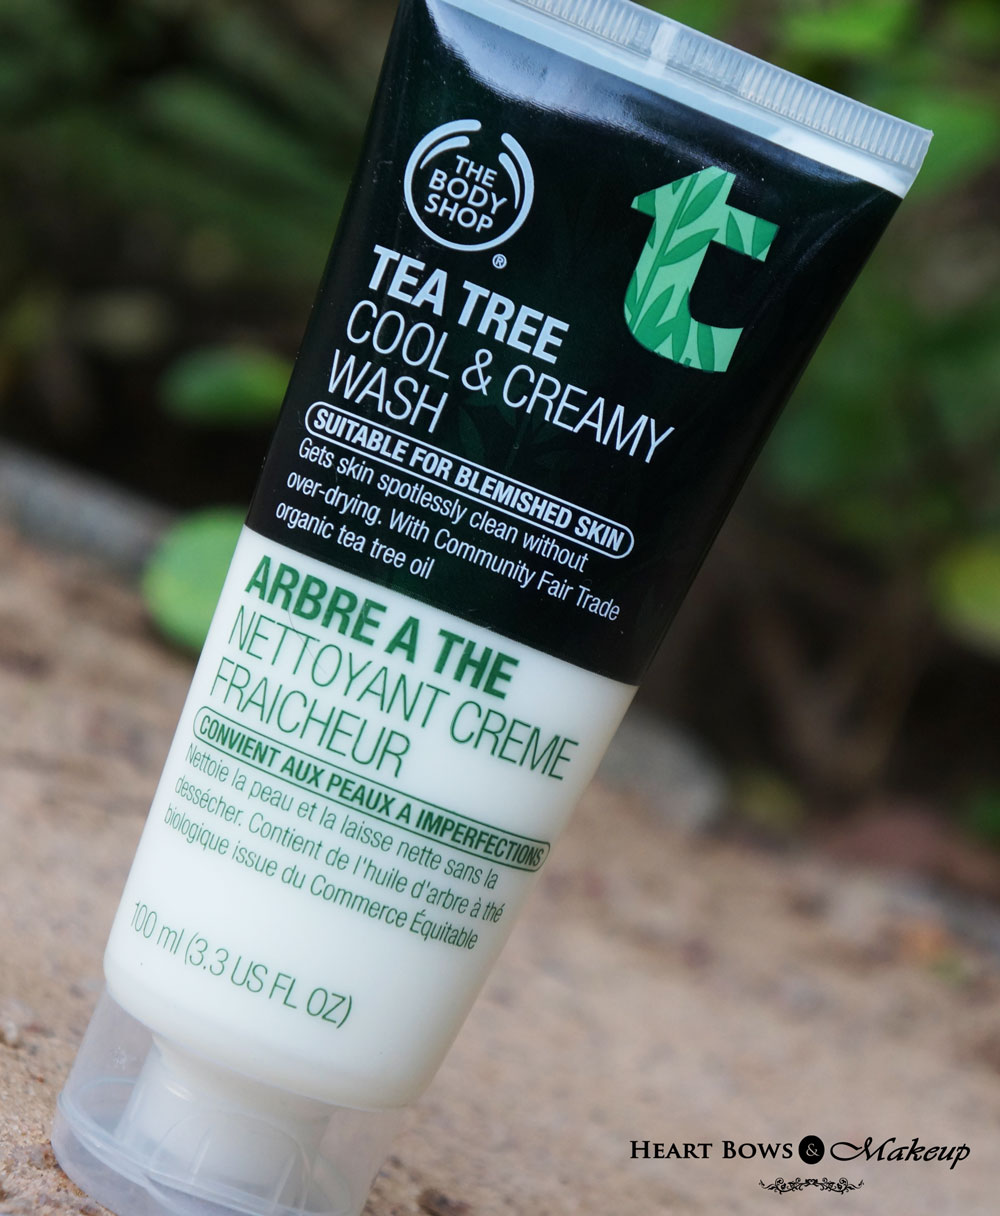 THE
BODY
SHOP
®
t
TEA TREE
COOL & CREAMY
WASH
SUITABLE FOR BLEMISHED SKIN
Gets skin spotlessly clean without
over-drying. With Community Fair Trade
organic tea tree oil
ARBRE A THE
NETTOYANT CREME
FRAICHEUR
CONVIENT AUX PEAUX A IMPERFECTIONS
Nettoie la peau et la laisse nette sans la
dessécher. Contient de l'huile d'arbre à thé
biologique issue du Commerce Équitable
100 ml (3.3 US FL OZ)
HEART BOWS & Makeup